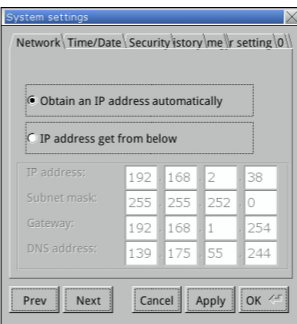 System settings
Network Time/Date Security istory me r setting 0
Obtain an IP address automatically
IP address get from below
IP address: 192 . 168 . 2 . 38
Subnet mask: 255 . 255 . 252 . 0
Gateway: 192 . 168 . 1 . 254
DNS address: 139 . 175 . 55 . 244
Prev Next Cancel Apply OK